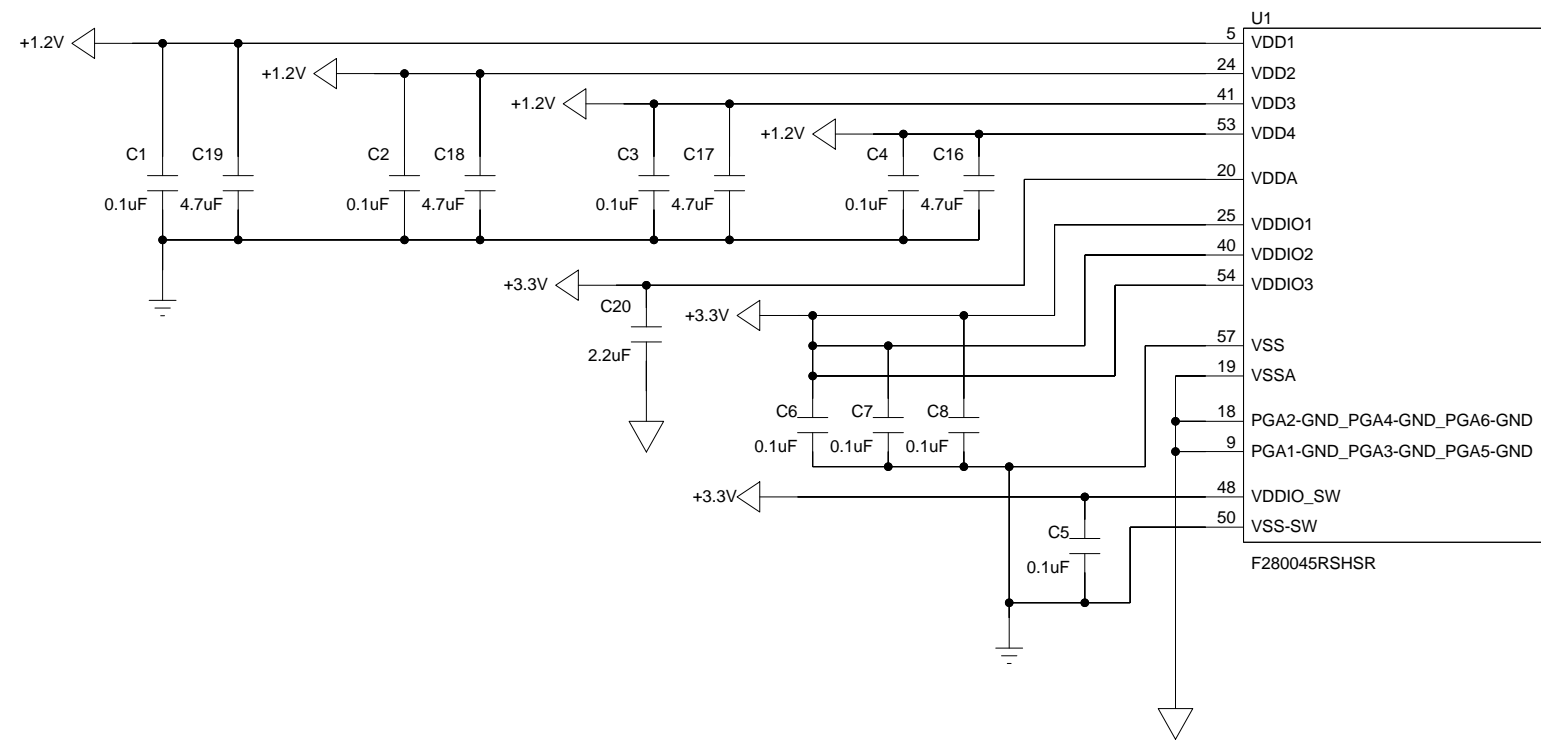 U1
+1.2V
5
VDD1
+1.2V
24
VDD2
+1.2V
41
VDD3
+1.2V
53
VDD4
C1
C19
C2
C18
C3
C17
C4
C16
20
VDDA
0.1uF
4.7uF
0.1uF
4.7uF
0.1uF
4.7uF
0.1uF
4.7uF
25
VDDIO1
40
VDDIO2
+3.3V
54
VDDIO3
C20
+3.3V
2.2uF
57
VSS
19
VSSA
C6
C7
C8
18
PGA2-GND_PGA4-GND_PGA6-GND
0.1uF
0.1uF
0.1uF
9
PGA1-GND_PGA3-GND_PGA5-GND
+3.3V
48
VDDIO_SW
50
VSS-SW
C5
0.1uF
F280045RSHSR